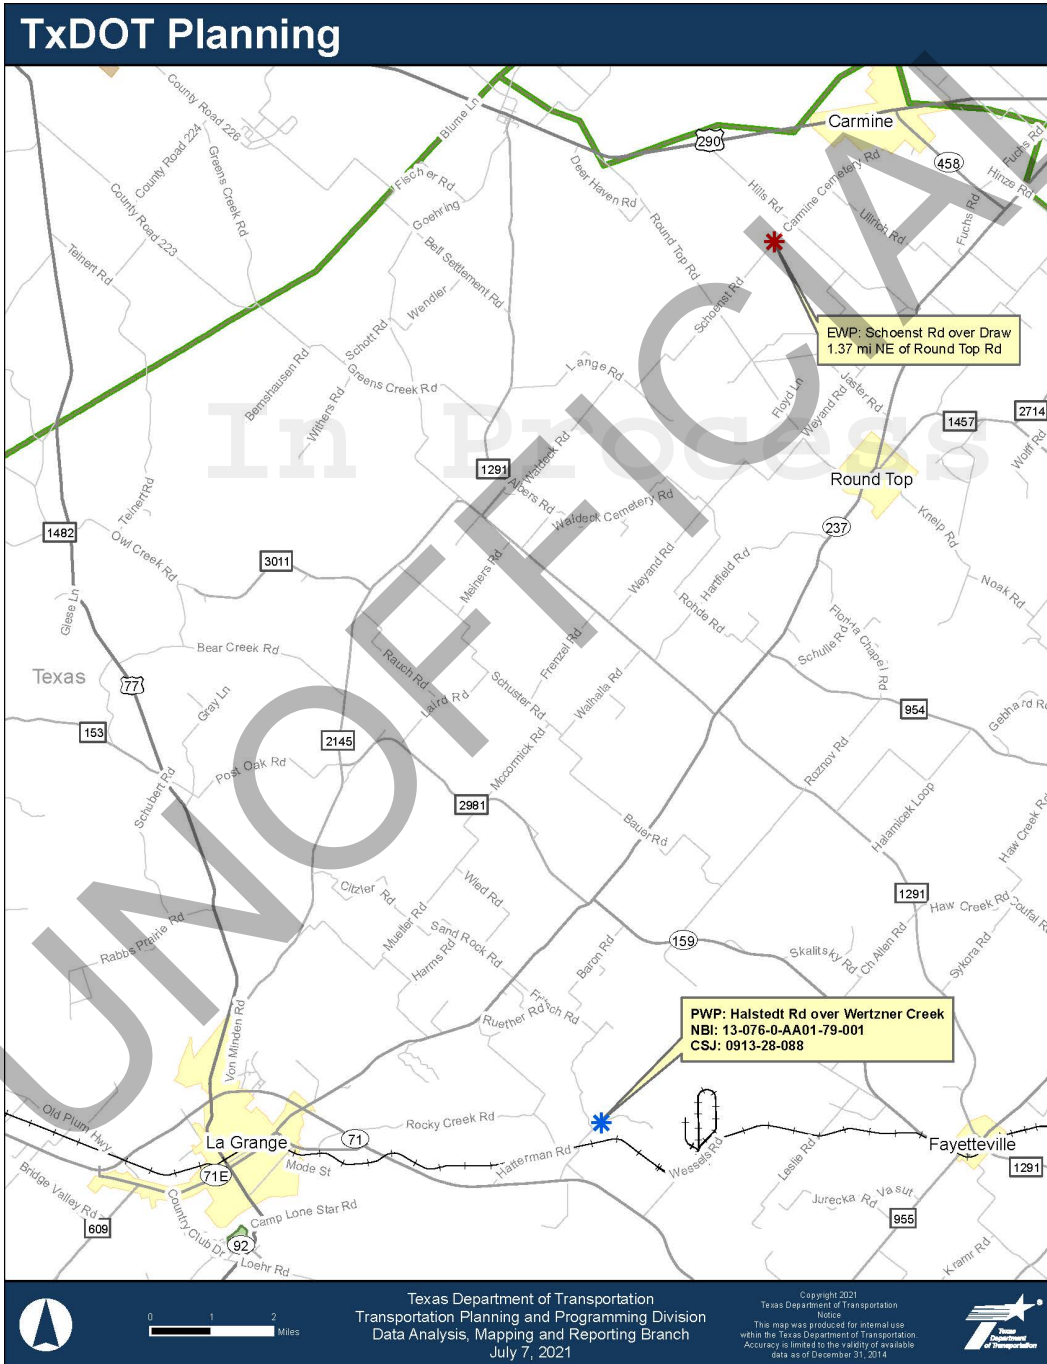 TxDOT Planning
County Road 226
County Road 224
Greens Creek Rd
County Road 223
Teinert Rd
Blume Ln
Fischer Rd
Goehring
Bell Settlement Rd
Wendler
Schott Rd
Bernshausen Rd
Greens Creek Rd
Withers Rd
290
Carmine
458
Fuchs Rd
Hinze Rd
Deer Haven Rd
Hills Rd
Carmine Cemetery Rd
Ullrich Rd
Fuchs Rd
Round Top Rd
Schoenst Rd
EWP: Schoenst Rd over Draw
1.37 mi NE of Round Top Rd
Lange Rd
Floyd Ln
Weyand Rd
Jaster Rd
1457
2714
Wolff Rd
In Process
UNOFFICIAL
1291
Waldeck Rd
Albers Rd
Waldeck Cemetery Rd
Round Top
237
Knelp Rd
Teinert Rd
1482
Owl Creek Rd
3011
Giese Ln
Meiners Rd
Weyand Rd
Hartfield Rd
Rohde Rd
Noak Rd
Florida Chapel Rd
Schulle Rd
Bear Creek Rd
Texas
77
Gray Ln
Rauch Rd
Laird Rd
Frenzel Rd
Schuster Rd
Walhalla Rd
954
Gebhard Rd
153
2145
Post Oak Rd
Mccormick Rd
Roznov Rd
Schubert Rd
2981
Bauer Rd
Halamicek Loop
Haw Creek Rd
Citzler Rd
Wied Rd
Mueller Rd
Sand Rock Rd
Harms Rd
1291
Haw Creek Rd
Coufal R
Rabbs Prairie Rd
159
Baron Rd
Skalitsky Rd
Ch Allen Rd
Sykora Rd
Fritsch Rd
Ruether Rd
Von Minden Rd
PWP: Halstedt Rd over Wertzner Creek
NBI: 13-076-0-AA01-79-001
CSJ: 0913-28-088
Old Plum Hwy
La Grange
71
Rocky Creek Rd
Hatterman Rd
Wessels Rd
Leslie Rd
Fayetteville
Mode St
71E
1291
Bridge Valley Rd
609
Country Club Dr
Camp Lone Star Rd
92
Loehr Rd
Jurecka Rd
Vasut
955
Kramr Rd
0 1 2
Miles
Texas Department of Transportation
Transportation Planning and Programming Division
Data Analysis, Mapping and Reporting Branch
July 7, 2021
Copyright 2021
Texas Department of Transportation
Notice
This map was produced for internal use
within the Texas Department of Transportation.
Accuracy is limited to the validity of available
data as of December 31, 2014
Texas
Department
of Transportation